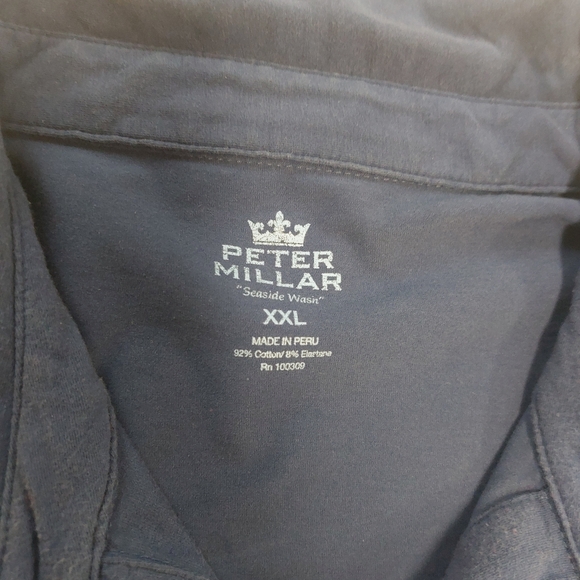 PETER
MILLAR
"Seaside Wash"
XXL
MADE IN PERU
92% Cotton/ 8% Elastane
Rn 100309